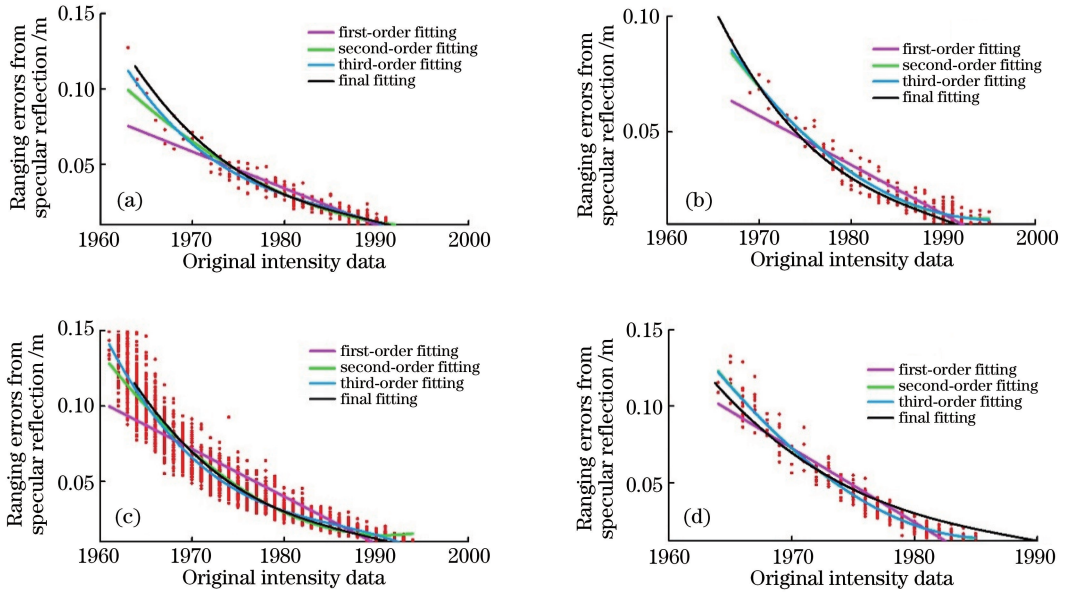 Ranging errors from
specular reflection /m
0.15
0.10
0.05
first-order fitting
second-order fitting
third-order fitting
final fitting
(a)
1960 1970 1980 1990 2000
Original intensity data
Ranging errors from
specular reflection /m
0.10
0.05
first-order fitting
second-order fitting
third-order fitting
final fitting
(b)
1960 1970 1980 1990 2000
Original intensity data
Ranging errors from
specular reflection /m
0.15
0.10
0.05
first-order fitting
second-order fitting
third-order fitting
final fitting
(c)
1960 1970 1980 1990 2000
Original intensity data
Ranging errors from
specular reflection /m
0.15
0.10
0.05
first-order fitting
second-order fitting
third-order fitting
final fitting
(d)
1960 1970 1980 1990
Original intensity data